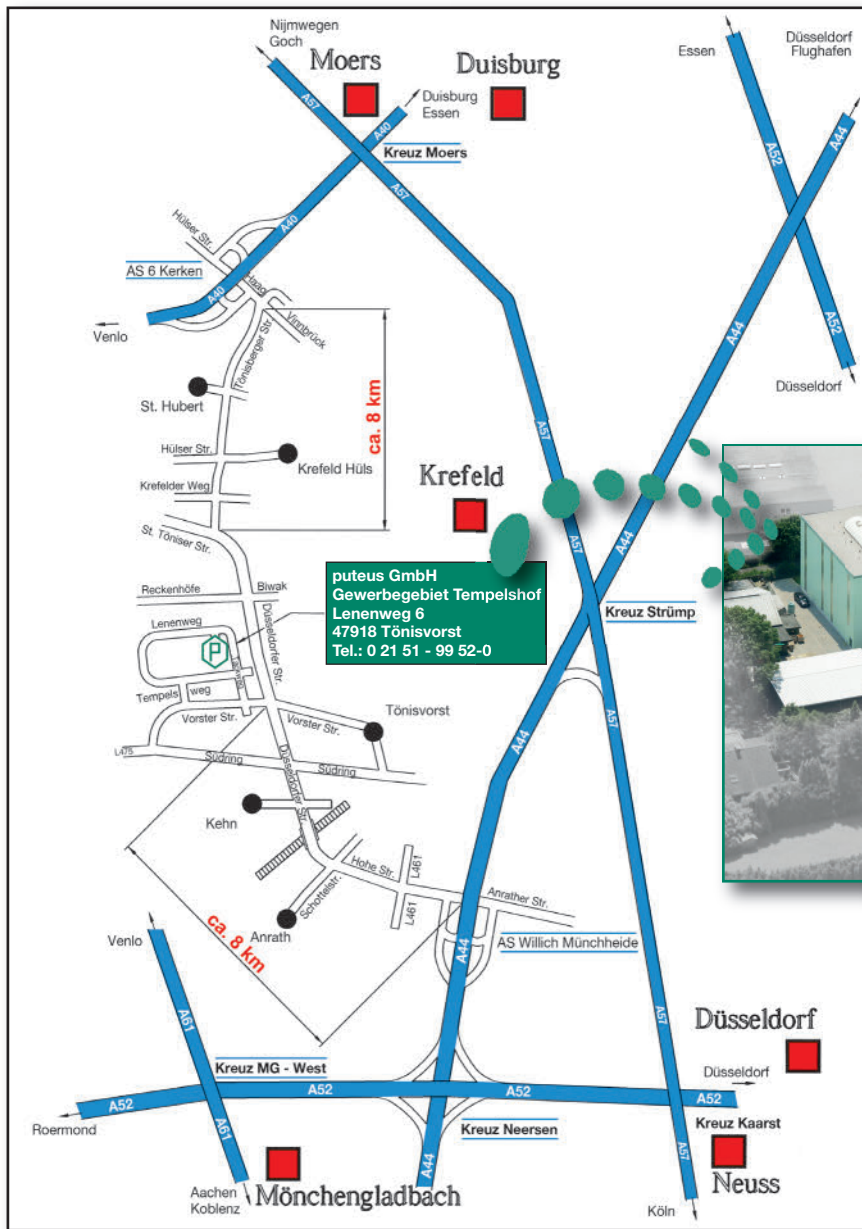 Nijmwegen
Goch
Moers
Duisburg
Essen
Düsseldorf
Flughafen
Duisburg
Essen
A57
A40
Kreuz Moers
A57
A52
A44
Hülser Str.
A40
AS 6 Kerken
Haag
A40
Vinnbrück
Venlo
Tönisberger Str.
A52
A44
St. Hubert
ca. 8 km
Düsseldorf
Hülser Str.
Krefeld Hüls
A57
Krefelder Weg
Krefeld
St. Töniser Str.
A57
A44
Reckenhöfe
Biwak
puteus GmbH
Gewerbegebiet Tempelshof
Lenenweg 6
47918 Tönisvorst
Tel.: 0 21 51 - 99 52-0
Kreuz Strümp
Lenenweg
P
Düsseldorfer Str.
Tempels weg
Vorster Str.
Vorster Str.
Tönisvorst
A57
A44
L475
Südring
Südring
Düsseldorfer Str.
Kehn
Hohe Str.
L461
Schottelstr.
Anrather Str.
L461
Anrath
ca. 8 km
A44
AS Willich Münchheide
Venlo
A61
A57
Düsseldorf
Kreuz MG - West
Düsseldorf
A52
A52
A52
A52
Roermond
A61
Kreuz Neersen
Kreuz Kaarst
A44
A57
Aachen
Koblenz
Mönchengladbach
Neuss
Köln